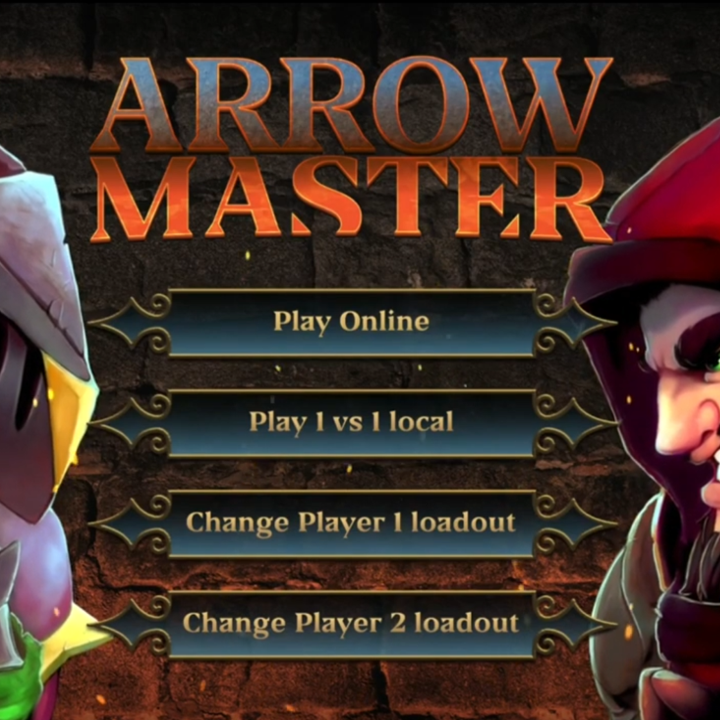 ARROW
MASTER
Play Online
Play 1 vs 1 local
Change Player 1 loadout
Change Player 2 loadout